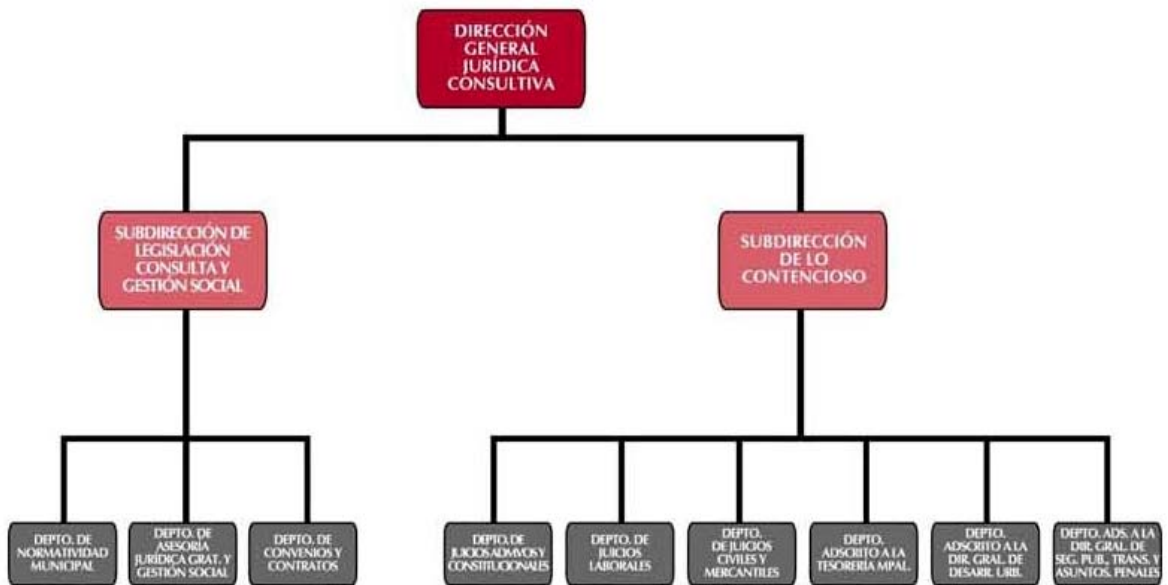 DIRECCIÓN
GENERAL
JURÍDICA
CONSULTIVA
SUBDIRECCIÓN DE
LEGISLACIÓN
CONSULTA Y
GESTIÓN SOCIAL
SUBDIRECCIÓN
DE LO
CONTENCIOSO
DEPTO. DE
NORMATIVIDAD
MUNICIPAL
DEPTO. DE
ASESORÍA
JURÍDICA GRAT. Y
GESTIÓN SOCIAL
DEPTO. DE
CONVENIOS Y
CONTRATOS
DEPTO. DE
JUICIOS ADMVOS Y
CONSTITUCIONALES
DEPTO. DE
JUICIOS
LABORALES
DEPTO.
DE JUICIOS
CIVILES Y
MERCANTILES
DEPTO.
ADSCRITO A LA
TESORERÍA MPAL.
DEPTO.
ADSCRITO A LA
DIR. GRAL. DE
DESARR. URB.
DEPTO. ADS. A LA
DIR. GRAL. DE
SEG. PUB., TRANS. Y
ASUNTOS. PENALES